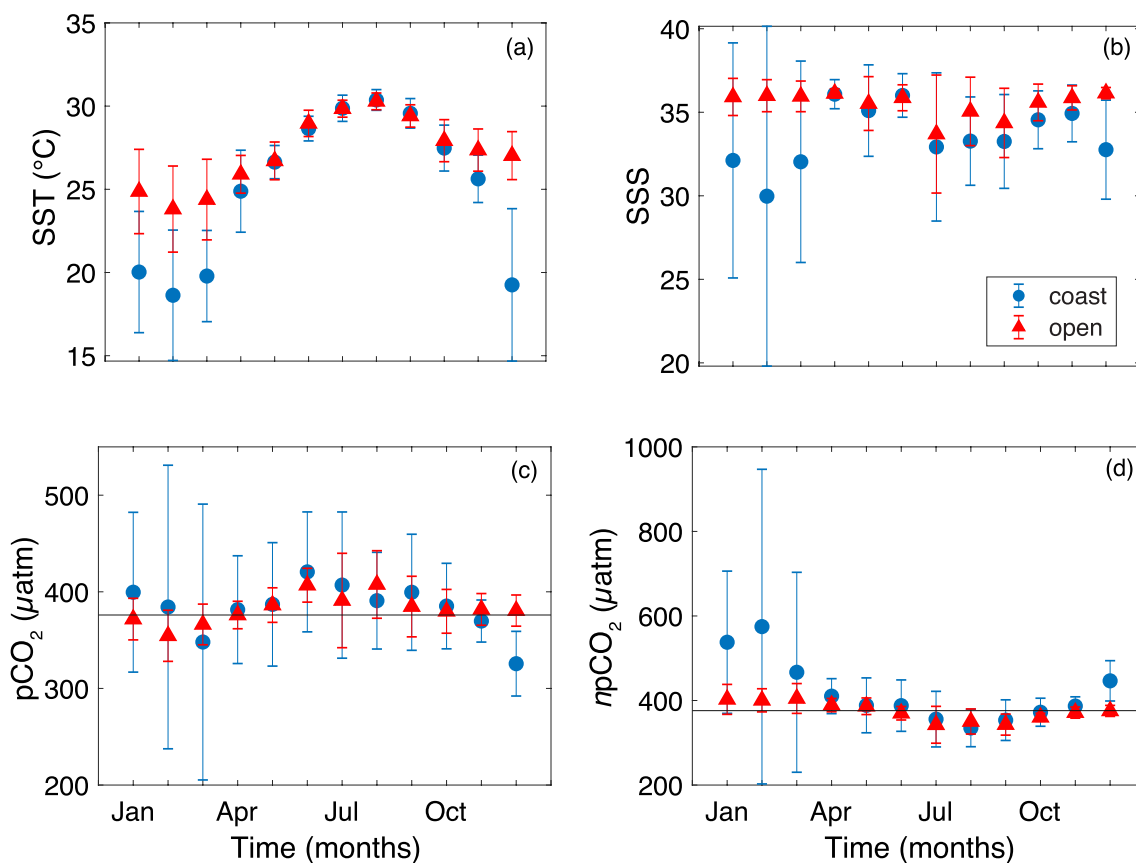 (a)
35
30
25
20
15
SST (°C)
(b)
40
35
30
25
20
SSS
coast
open
(c)
500
400
300
200
pCO₂ (µatm)
Jan Apr Jul Oct
Time (months)
(d)
1000
800
600
400
200
npCO₂ (µatm)
Jan Apr Jul Oct
Time (months)